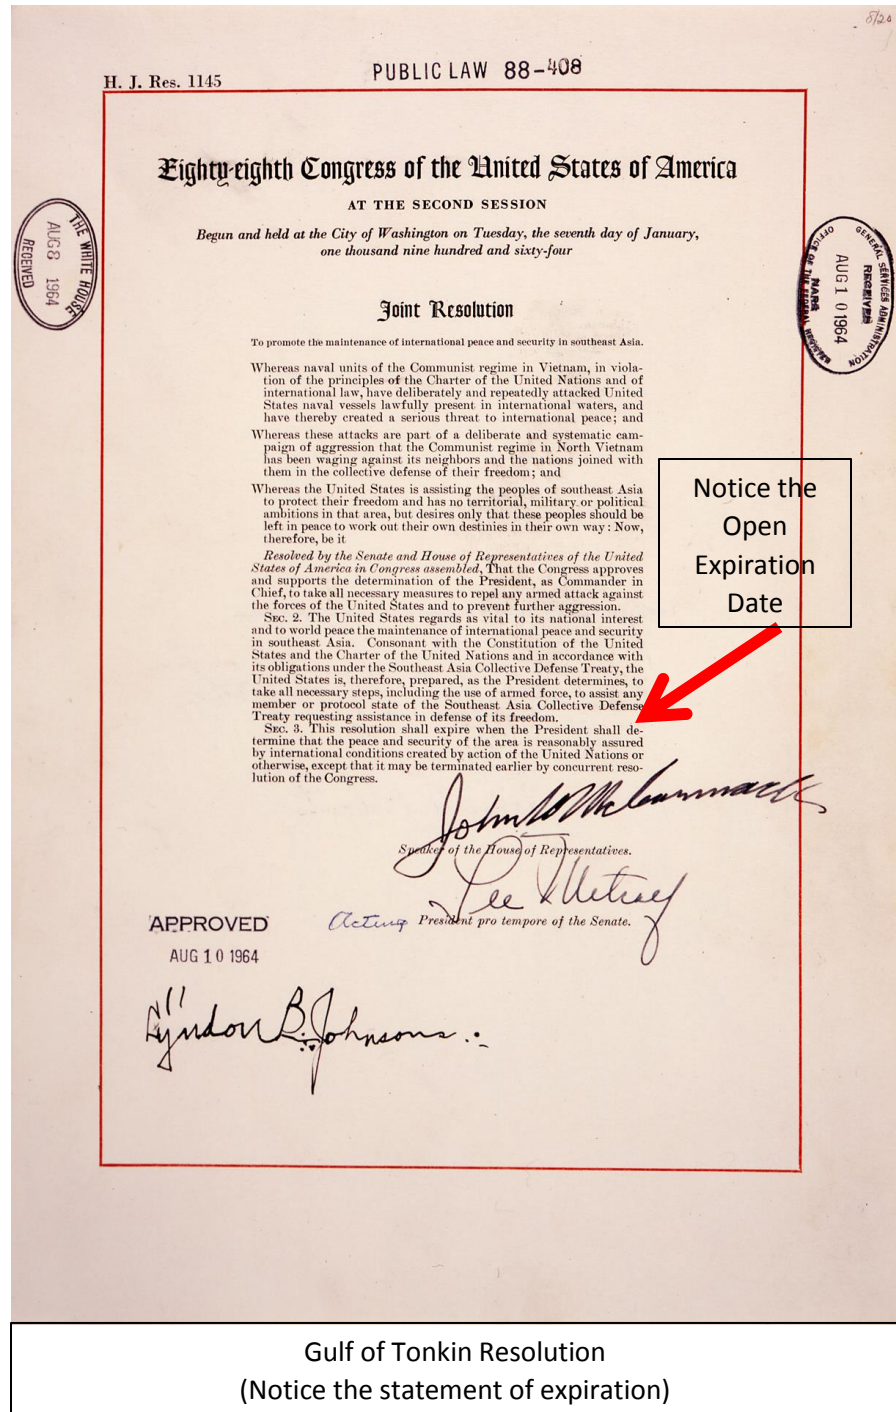 8/20
PUBLIC LAW 88-408
H. J. Res. 1145
Eighty-eighth Congress of the United States of America
AT THE SECOND SESSION
Begun and held at the City of Washington on Tuesday, the seventh day of January,
one thousand nine hundred and sixty-four
THE WHITE HOUSE
AUG 8 1964
RECEIVED
GENERAL SERVICES ADMINISTRATION
RECEIVED
AUG 10 1964
NARS
OFFICE OF THE FEDERAL REGISTER
Joint Resolution
To promote the maintenance of international peace and security in southeast Asia.
Whereas naval units of the Communist regime in Vietnam, in viola-
tion of the principles of the Charter of the United Nations and of
international law, have deliberately and repeatedly attacked United
States naval vessels lawfully present in international waters, and
have thereby created a serious threat to international peace; and
Whereas these attacks are part of a deliberate and systematic cam-
paign of aggression that the Communist regime in North Vietnam
has been waging against its neighbors and the nations joined with
them in the collective defense of their freedom; and
Whereas the United States is assisting the peoples of southeast Asia
to protect their freedom and has no territorial, military or political
ambitions in that area, but desires only that these peoples should be
left in peace to work out their own destinies in their own way: Now,
therefore, be it
Resolved by the Senate and House of Representatives of the United
States of America in Congress assembled, That the Congress approves
and supports the determination of the President, as Commander in
Chief, to take all necessary measures to repel any armed attack against
the forces of the United States and to prevent further aggression.
SEC. 2. The United States regards as vital to its national interest
and to world peace the maintenance of international peace and security
in southeast Asia. Consonant with the Constitution of the United
States and the Charter of the United Nations and in accordance with
its obligations under the Southeast Asia Collective Defense Treaty, the
United States is, therefore, prepared, as the President determines, to
take all necessary steps, including the use of armed force, to assist any
member or protocol state of the Southeast Asia Collective Defense
Treaty requesting assistance in defense of its freedom.
SEC. 3. This resolution shall expire when the President shall de-
termine that the peace and security of the area is reasonably assured
by international conditions created by action of the United Nations or
otherwise, except that it may be terminated earlier by concurrent reso-
lution of the Congress.
Notice the
Open
Expiration
Date
John W McCormack
Speaker of the House of Representatives.
Lee Metcalf
Acting President pro tempore of the Senate.
APPROVED
AUG 10 1964
Lyndon B. Johnson
Gulf of Tonkin Resolution
(Notice the statement of expiration)